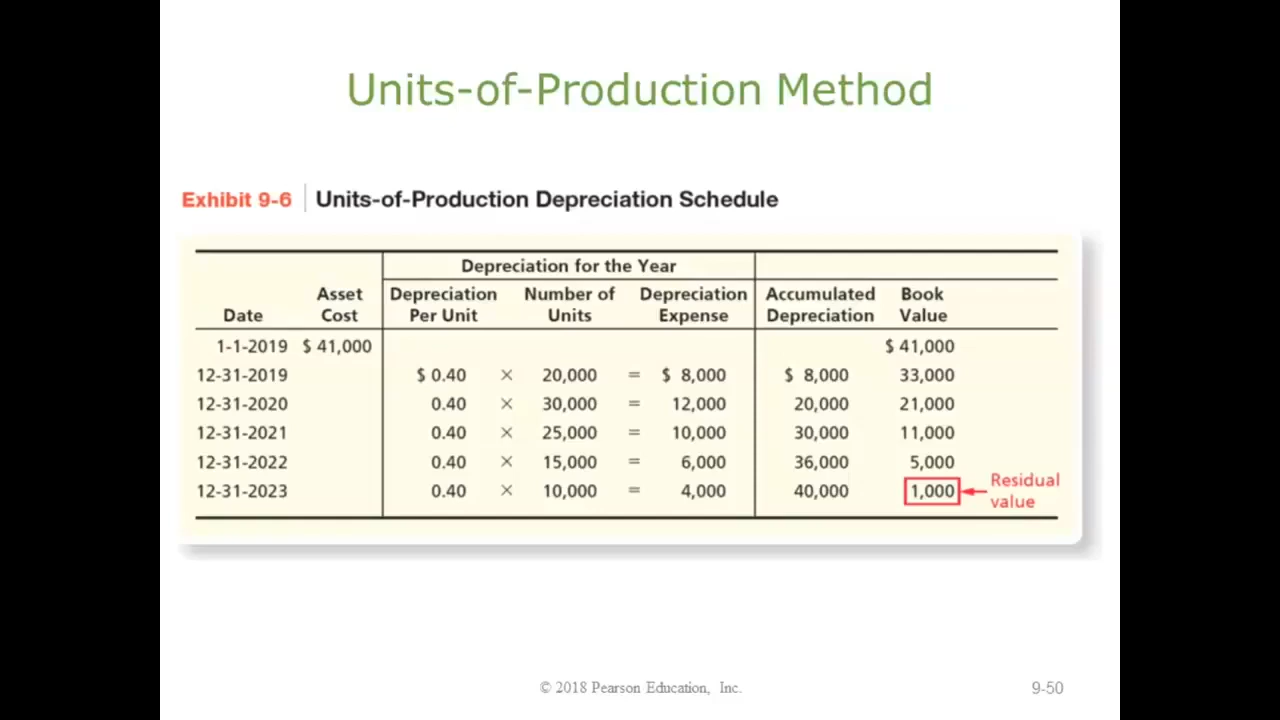 Units-of-Production Method
Exhibit 9-6 Units-of-Production Depreciation Schedule
Depreciation for the Year
Asset Depreciation Number of Depreciation Accumulated Book
Date Cost Per Unit Units Expense Depreciation Value
1-1-2019 $ 41,000 $ 41,000
12-31-2019 $ 0.40 × 20,000 = $ 8,000 $ 8,000 33,000
12-31-2020 0.40 × 30,000 = 12,000 20,000 21,000
12-31-2021 0.40 × 25,000 = 10,000 30,000 11,000
12-31-2022 0.40 × 15,000 = 6,000 36,000 5,000
12-31-2023 0.40 × 10,000 = 4,000 40,000 1,000
Residual
value
© 2018 Pearson Education, Inc.
9-50